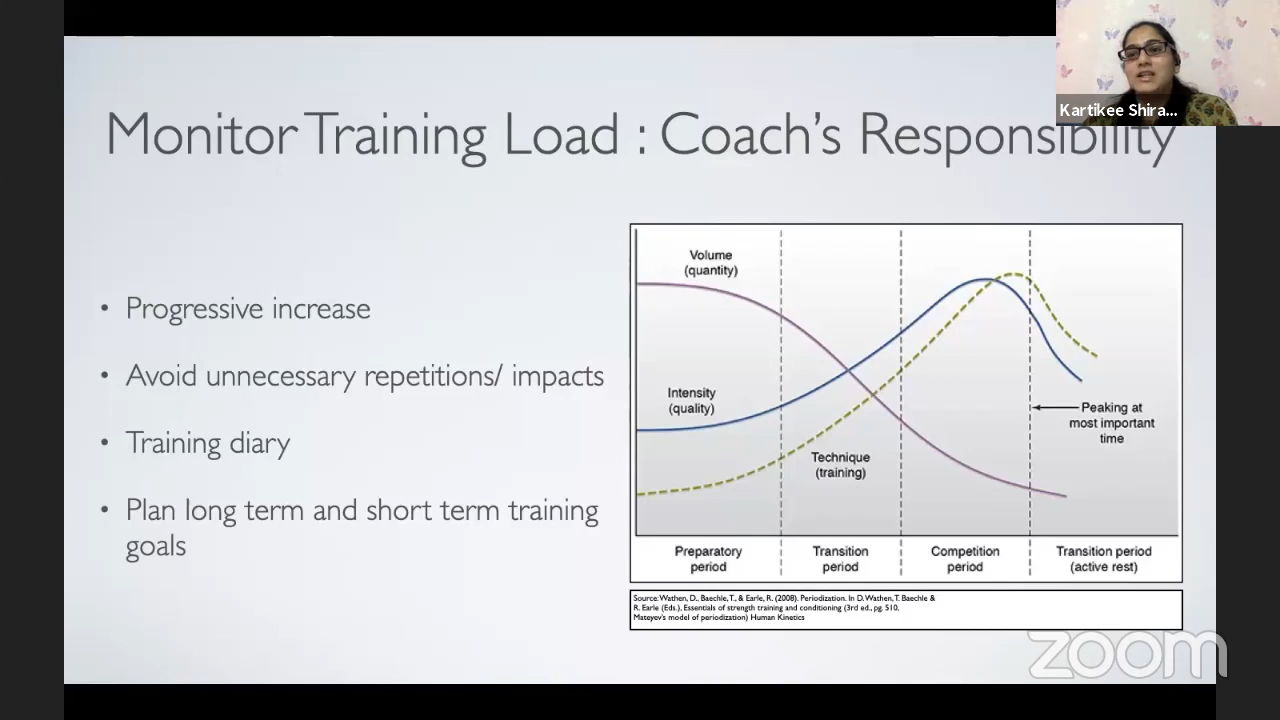 Kartikee Shira...
Monitor Training Load : Coach's Responsibility
• Progressive increase
• Avoid unnecessary repetitions/ impacts
• Training diary
• Plan long term and short term training
goals
Volume
(quantity)
Intensity
(quality)
Technique
(training)
Peaking at
most important
time
Preparatory
period
Transition
period
Competition
period
Transition period
(active rest)
Source: Wathen, D., Baechle, T., & Earle, R. (2008). Periodization. In D. Wathen, T. Baechle &
R. Earle (Eds.), Essentials of strength training and conditioning (3rd ed., pg. 510,
Mateyev's model of periodization) Human Kinetics
zoom